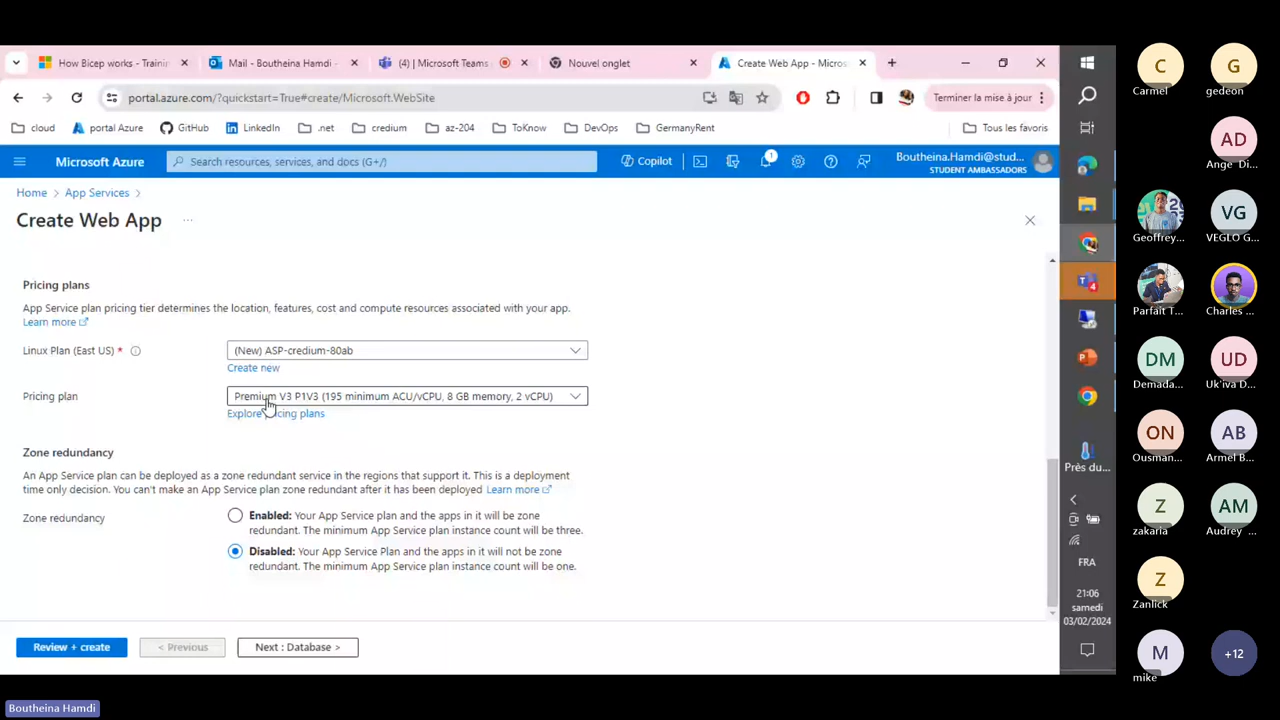 How Bicep works - Trainin
Mail - Boutheina Hamdi -
(4) | Microsoft Teams
Nouvel onglet
Create Web App - Microso
portal.azure.com/?quickstart=True#create/Microsoft.WebSite
Terminer la mise à jour
cloud
portal Azure
GitHub
LinkedIn
.net
credium
az-204
ToKnow
DevOps
GermanyRent
Tous les favoris
Microsoft Azure
Search resources, services, and docs (G+/)
Copilot
1
Boutheina.Hamdi@stud...
STUDENT AMBASSADORS
Home > App Services >
Create Web App
...
Pricing plans
App Service plan pricing tier determines the location, features, cost and compute resources associated with your app.
Learn more
Linux Plan (East US) *
(New) ASP-credium-80ab
Create new
Pricing plan
Premium V3 P1V3 (195 minimum ACU/vCPU, 8 GB memory, 2 vCPU)
Explore pricing plans
Zone redundancy
An App Service plan can be deployed as a zone redundant service in the regions that support it. This is a deployment
time only decision. You can't make an App Service plan zone redundant after it has been deployed Learn more
Zone redundancy
Enabled: Your App Service plan and the apps in it will be zone
redundant. The minimum App Service plan instance count will be three.
Disabled: Your App Service Plan and the apps in it will not be zone
redundant. The minimum App Service plan instance count will be one.
Review + create
< Previous
Next : Database >
4
Près du...
FRA
21:06
samedi
03/02/2024
C
Carmel
G
gedeon
AD
Ange Di...
Geoffrey...
VG
VEGLO G...
Parfait T...
Charles ...
DM
Demada...
UD
Uk'iva D...
ON
Ousman...
AB
Armel B...
Z
zakaria
AM
Audrey ...
Z
Zanlick
M
mike
+12
Boutheina Hamdi